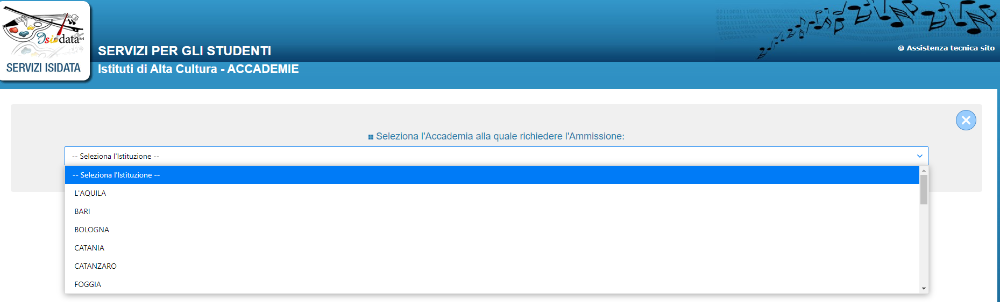 Isidata Srl
SERVIZI ISIDATA
SERVIZI PER GLI STUDENTI
Istituti di Alta Cultura - ACCADEMIE
@ Assistenza tecnica sito
Seleziona l'Accademia alla quale richiedere l'Ammissione:
-- Seleziona l'Istituzione --
-- Seleziona l'Istituzione --
L'AQUILA
BARI
BOLOGNA
CATANIA
CATANZARO
FOGGIA